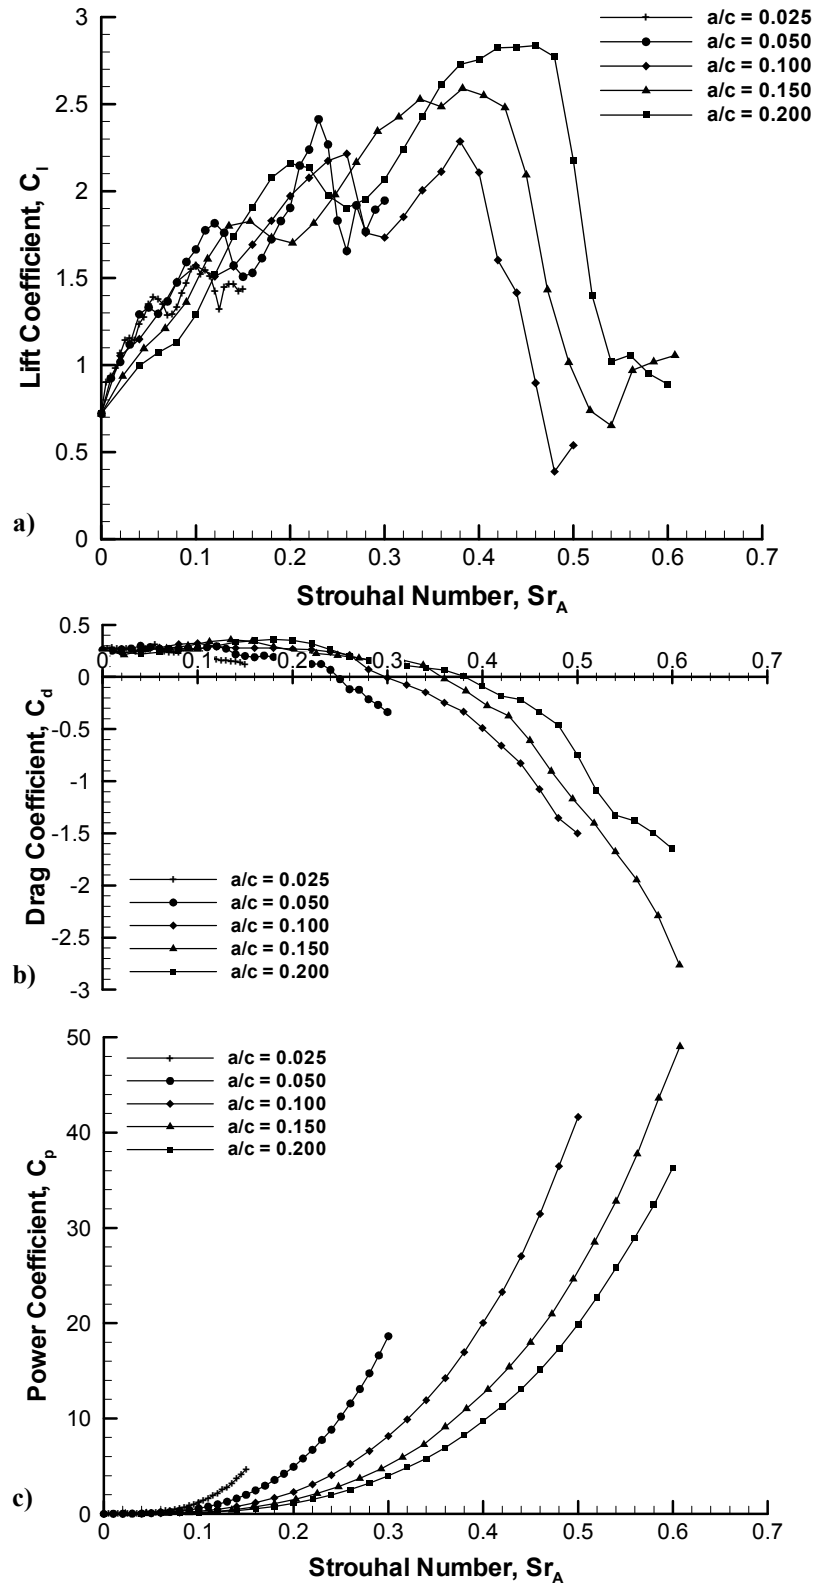 3
2.5
2
1.5
1
0.5
0
Lift Coefficient, Cl
a/c = 0.025
a/c = 0.050
a/c = 0.100
a/c = 0.150
a/c = 0.200
a)
0 0.1 0.2 0.3 0.4 0.5 0.6 0.7
Strouhal Number, SrA
0.5
0
-0.5
-1
-1.5
-2
-2.5
-3
Drag Coefficient, Cd
0 0.1 0.2 0.3 0.4 0.5 0.6 0.7
a/c = 0.025
a/c = 0.050
a/c = 0.100
a/c = 0.150
a/c = 0.200
b)
50
40
30
20
10
0
Power Coefficient, Cp
a/c = 0.025
a/c = 0.050
a/c = 0.100
a/c = 0.150
a/c = 0.200
c)
0 0.1 0.2 0.3 0.4 0.5 0.6 0.7
Strouhal Number, SrA